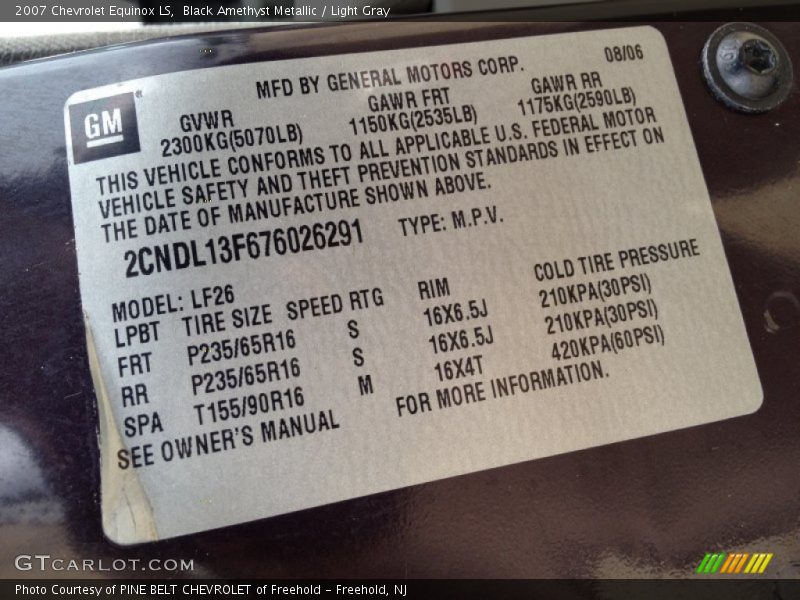 2007 Chevrolet Equinox LS,  Black Amethyst Metallic / Light Gray
MFD BY GENERAL MOTORS CORP. 08/06
GM
GVWR GAWR FRT GAWR RR
2300KG(5070LB) 1150KG(2535LB) 1175KG(2590LB)
THIS VEHICLE CONFORMS TO ALL APPLICABLE U.S. FEDERAL MOTOR
VEHICLE SAFETY AND THEFT PREVENTION STANDARDS IN EFFECT ON
THE DATE OF MANUFACTURE SHOWN ABOVE.
2CNDL13F676026291 TYPE: M.P.V.
MODEL: LF26
LPBT TIRE SIZE SPEED RTG RIM COLD TIRE PRESSURE
FRT P235/65R16 S 16X6.5J 210KPA(30PSI)
RR P235/65R16 S 16X6.5J 210KPA(30PSI)
SPA T155/90R16 M 16X4T 420KPA(60PSI)
SEE OWNER'S MANUAL FOR MORE INFORMATION.
GTCARLOT.COM
Photo Courtesy of PINE BELT CHEVROLET of Freehold - Freehold, NJ